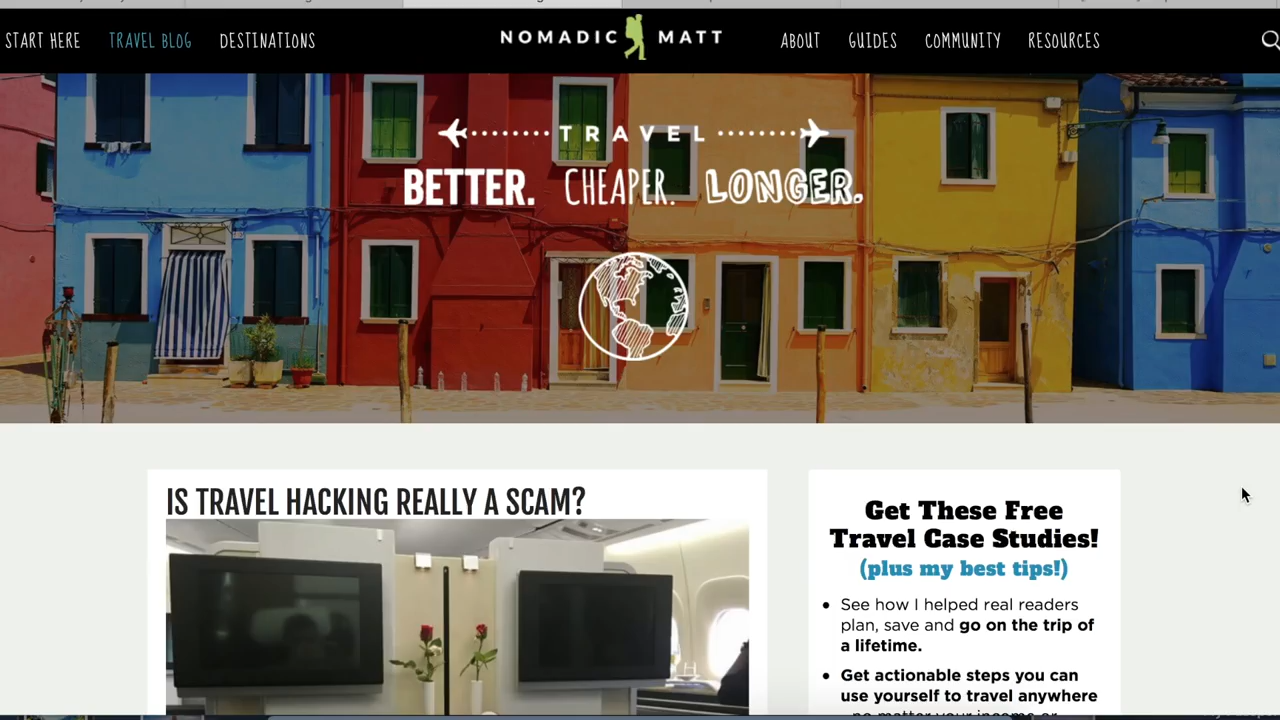 START HERE TRAVEL BLOG DESTINATIONS NOMADIC MATT ABOUT GUIDES COMMUNITY RESOURCES
TRAVEL
BETTER. CHEAPER. LONGER.
IS TRAVEL HACKING REALLY A SCAM?
Get These Free
Travel Case Studies!
(plus my best tips!)
• See how I helped real readers
plan, save and go on the trip of
a lifetime.
• Get actionable steps you can
use yourself to travel anywhere